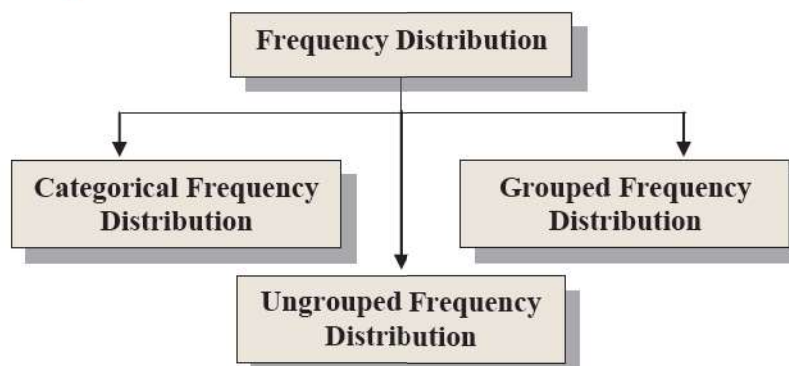 Frequency Distribution
Categorical Frequency
Distribution
Grouped Frequency
Distribution
Ungrouped Frequency
Distribution